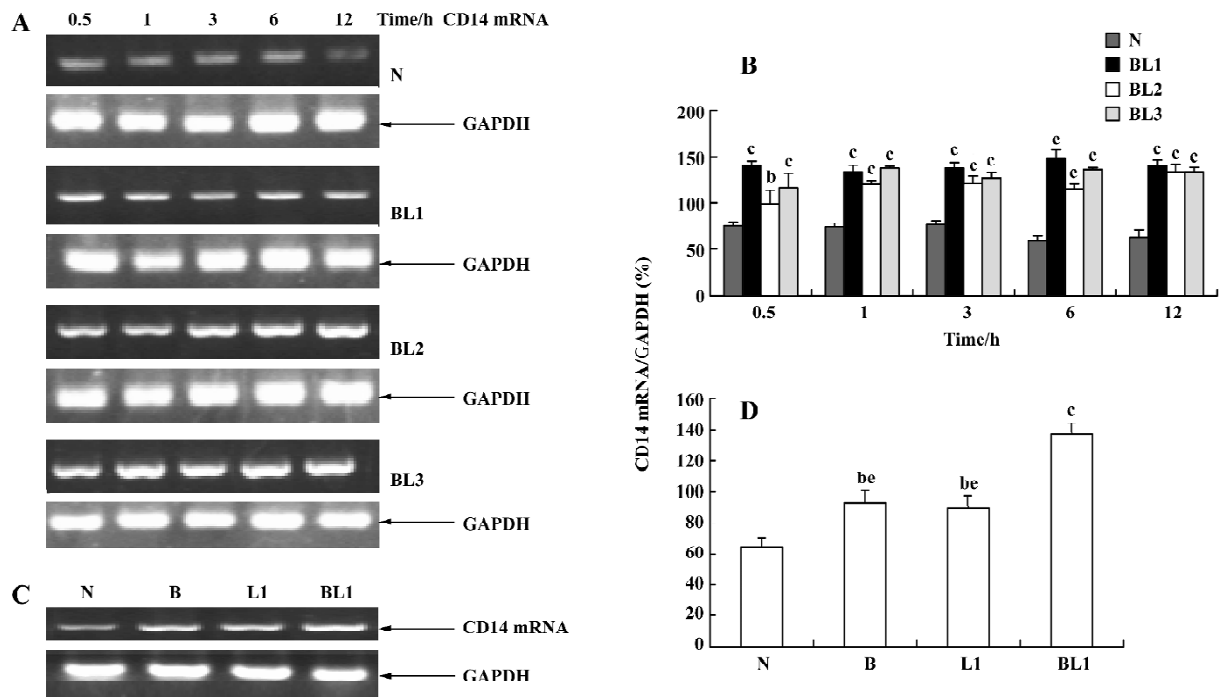 A
0.5 1 3 6 12 Time/h CD14 mRNA
N
GAPDII
BL1
GAPDH
BL2
GAPDII
BL3
GAPDH
C
N B L1 BL1
CD14 mRNA
GAPDH
B
N
BL1
BL2
BL3
CD14 mRNA/GAPDH (%)
200
150
100
50
0
c b c
c c c
c c c
c c c
c c c
0.5 1 3 6 12
Time/h
D
160
140
120
100
80
60
40
20
0
be be c
N B L1 BL1